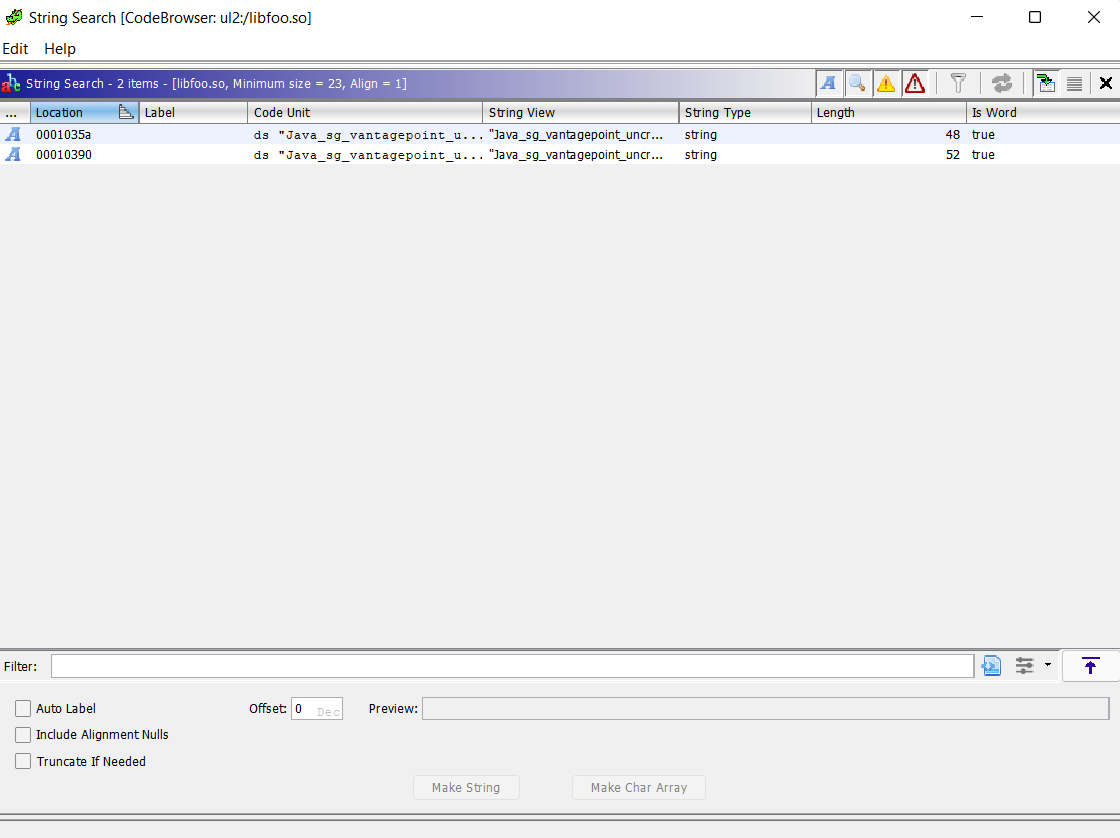 String Search [CodeBrowser: ul2:/libfoo.so]
Edit Help
String Search - 2 items - [libfoo.so, Minimum size = 23, Align = 1]
... Location Label Code Unit String View String Type Length Is Word
A 0001035a ds "Java_sg_vantagepoint_u... "Java_sg_vantagepoint_uncr... string 48 true
A 00010390 ds "Java_sg_vantagepoint_u... "Java_sg_vantagepoint_uncr... string 52 true
Filter:
Auto Label Offset: 0 Dec Preview:
Include Alignment Nulls
Truncate If Needed
Make String Make Char Array